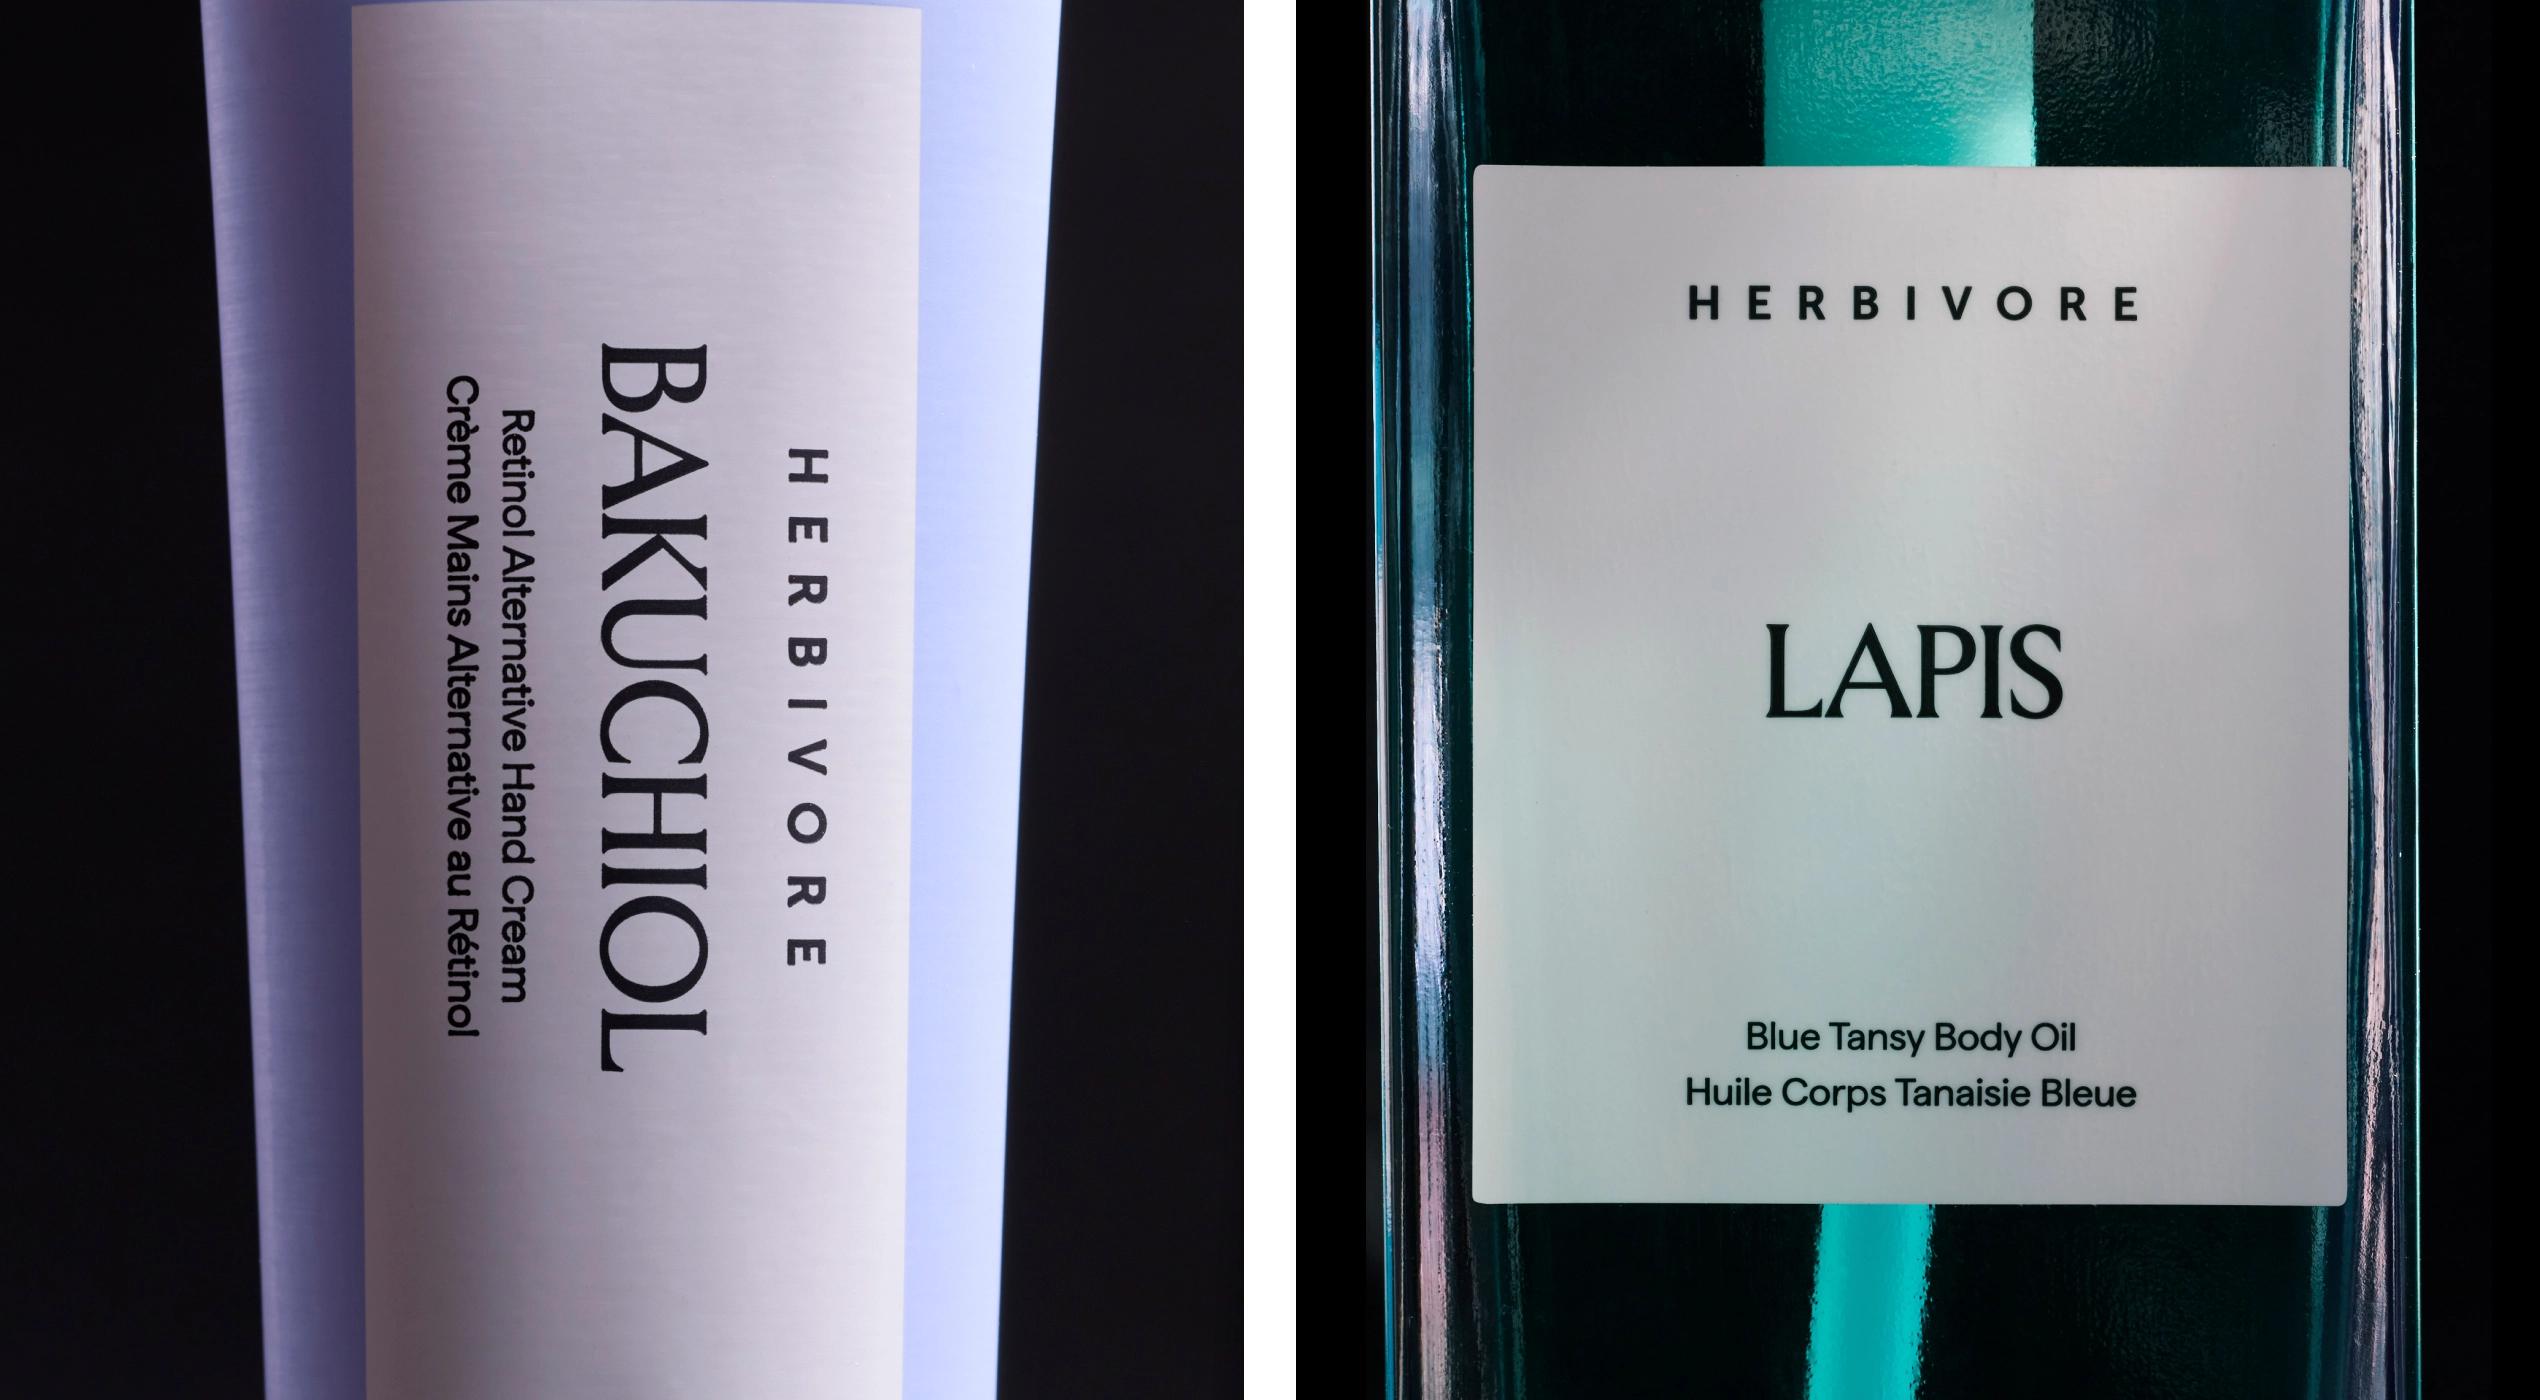 HERBIVORE
BAKUCHIOL
Retinol Alternative Hand Cream
Crème Mains Alternative au Rétinol
HERBIVORE
LAPIS
Blue Tansy Body Oil
Huile Corps Tanaisie Bleue